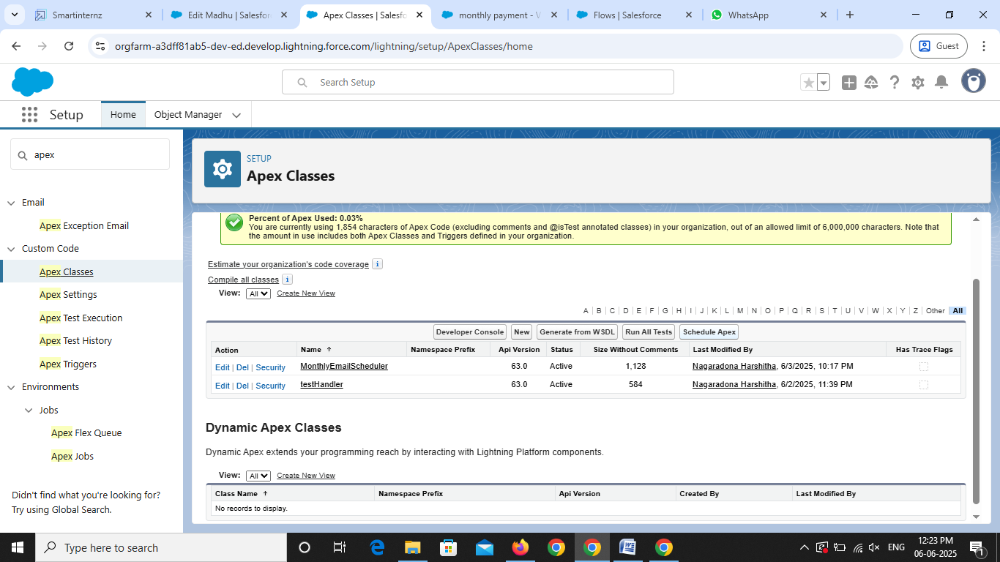 Smartinternz
Edit Madhu | Salesfor
Apex Classes | Salesfo
monthly payment - V
Flows | Salesforce
WhatsApp
orgfarm-a3dff81ab5-dev-ed.develop.lightning.force.com/lightning/setup/ApexClasses/home
Guest
Search Setup
Setup
Home
Object Manager
apex
Email
Apex Exception Email
Custom Code
Apex Classes
Apex Settings
Apex Test Execution
Apex Test History
Apex Triggers
Environments
Jobs
Apex Flex Queue
Apex Jobs
Didn't find what you're looking for?
Try using Global Search.
SETUP
Apex Classes
Percent of Apex Used: 0.03%
You are currently using 1,854 characters of Apex Code (excluding comments and @isTest annotated classes) in your organization, out of an allowed limit of 6,000,000 characters. Note that
the amount in use includes both Apex Classes and Triggers defined in your organization.
Estimate your organization's code coverage i
Compile all classes i
View: All Create New View
A | B | C | D | E | F | G | H | I | J | K | L | M | N | O | P | Q | R | S | T | U | V | W | X | Y | Z | Other All
Developer Console New Generate from WSDL Run All Tests Schedule Apex
Action Name ↑ Namespace Prefix Api Version Status Size Without Comments Last Modified By Has Trace Flags
Edit | Del | Security MonthlyEmailScheduler 63.0 Active 1,128 Nagaradona Harshitha, 6/3/2025, 10:17 PM
Edit | Del | Security testHandler 63.0 Active 584 Nagaradona Harshitha, 6/2/2025, 11:39 PM
Dynamic Apex Classes
Dynamic Apex extends your programming reach by interacting with Lightning Platform components.
View: All Create New View
Class Name ↑ Namespace Prefix Api Version Created By Last Modified By
No records to display.
Type here to search
ENG
12:23 PM
06-06-2025
1